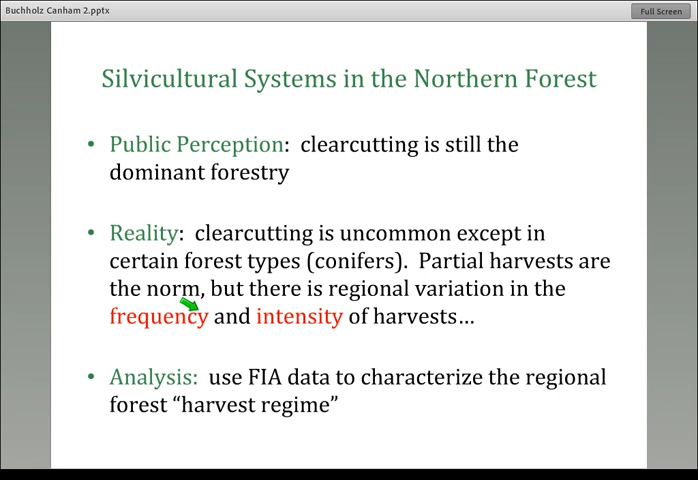 Buchholz Canham 2.pptx
Full Screen
Silvicultural Systems in the Northern Forest
• Public Perception: clearcutting is still the
dominant forestry
• Reality: clearcutting is uncommon except in
certain forest types (conifers). Partial harvests are
the norm, but there is regional variation in the
frequency and intensity of harvests…
• Analysis: use FIA data to characterize the regional
forest “harvest regime”